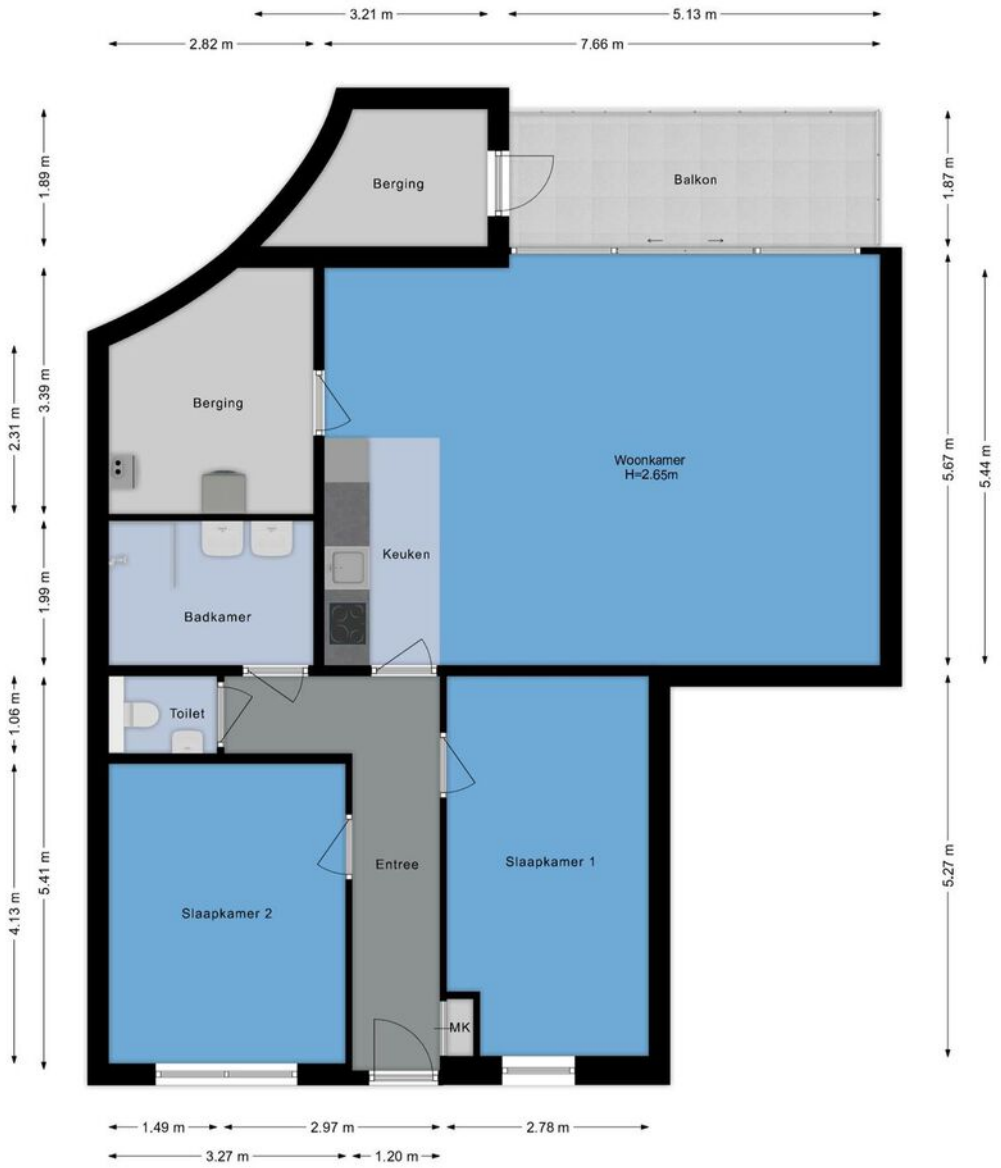 3.21 m
5.13 m
2.82 m
7.66 m
1.89 m
Berging
Balkon
1.87 m
3.39 m
2.31 m
Berging
Woonkamer
H=2.65m
5.67 m
5.44 m
Keuken
1.99 m
Badkamer
1.06 m
Toilet
5.41 m
4.13 m
Entree
Slaapkamer 1
5.27 m
Slaapkamer 2
MK
1.49 m
2.97 m
2.78 m
3.27 m
1.20 m